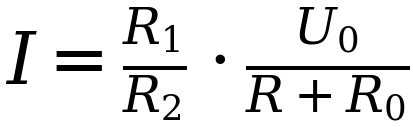 I = R₁/R₂ · U₀/(R + R₀)